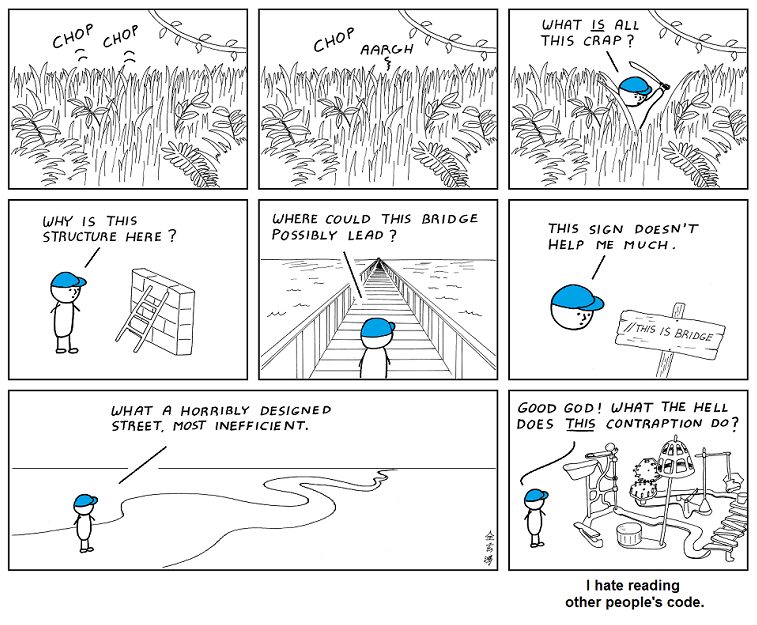 CHOP
CHOP
CHOP
AARGH
WHAT IS ALL
THIS CRAP?
WHY IS THIS
STRUCTURE HERE?
WHERE COULD THIS BRIDGE
POSSIBLY LEAD?
THIS SIGN DOESN'T
HELP ME MUCH.
//THIS IS BRIDGE
WHAT A HORRIBLY DESIGNED
STREET. MOST INEFFICIENT.
GOOD GOD! WHAT THE HELL
DOES THIS CONTRAPTION DO?
I hate reading
other people's code.